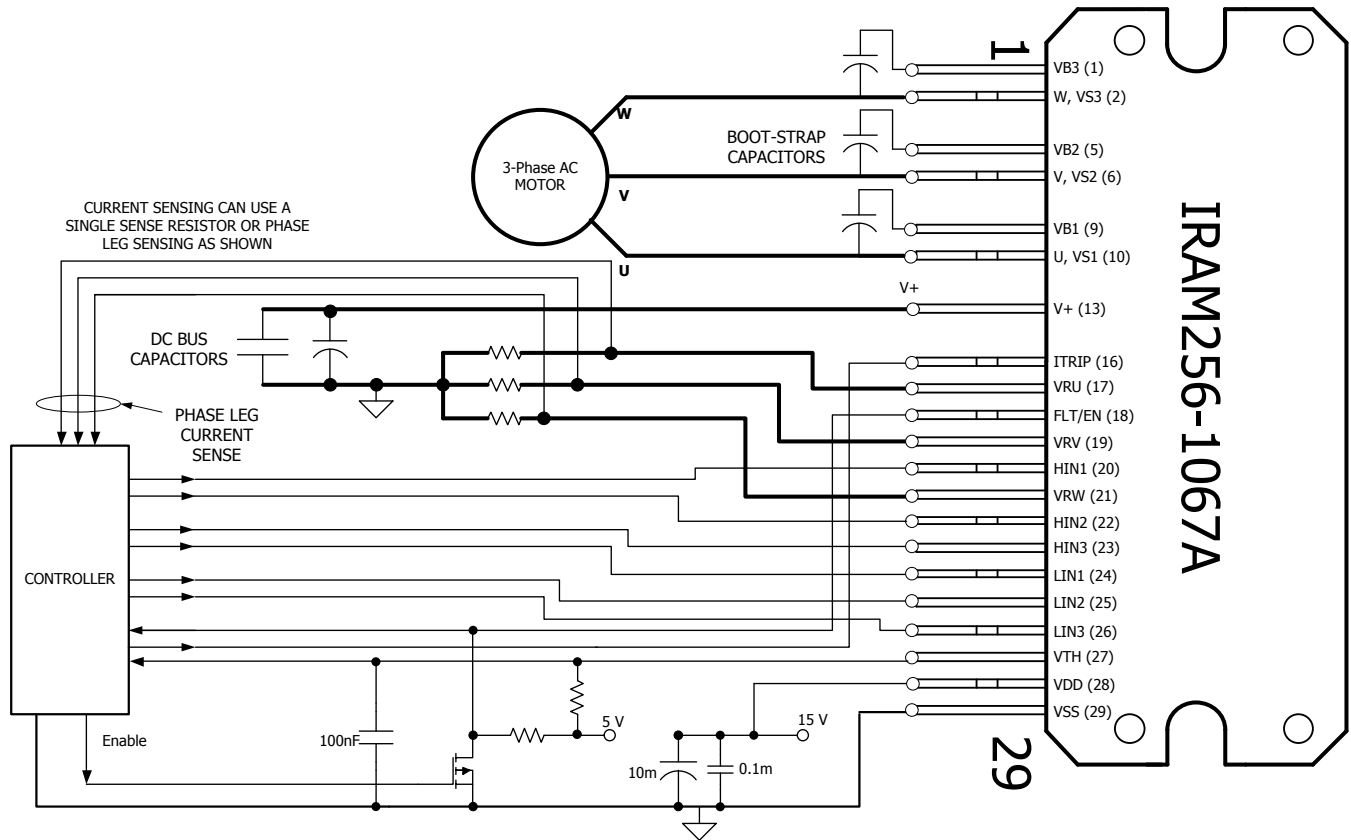 1
VB3 (1)
W, VS3 (2)
W
BOOT-STRAP
CAPACITORS
VB2 (5)
V, VS2 (6)
3-Phase AC
MOTOR
V
CURRENT SENSING CAN USE A
SINGLE SENSE RESISTOR OR PHASE
LEG SENSING AS SHOWN
VB1 (9)
U, VS1 (10)
U
V+
V+ (13)
DC BUS
CAPACITORS
ITRIP (16)
VRU (17)
PHASE LEG
CURRENT
SENSE
FLT/EN (18)
VRV (19)
HIN1 (20)
VRW (21)
HIN2 (22)
HIN3 (23)
CONTROLLER
LIN1 (24)
LIN2 (25)
LIN3 (26)
VTH (27)
VDD (28)
VSS (29)
Enable
100nF
5 V
15 V
10m
0.1m
29
IRAM256-1067A